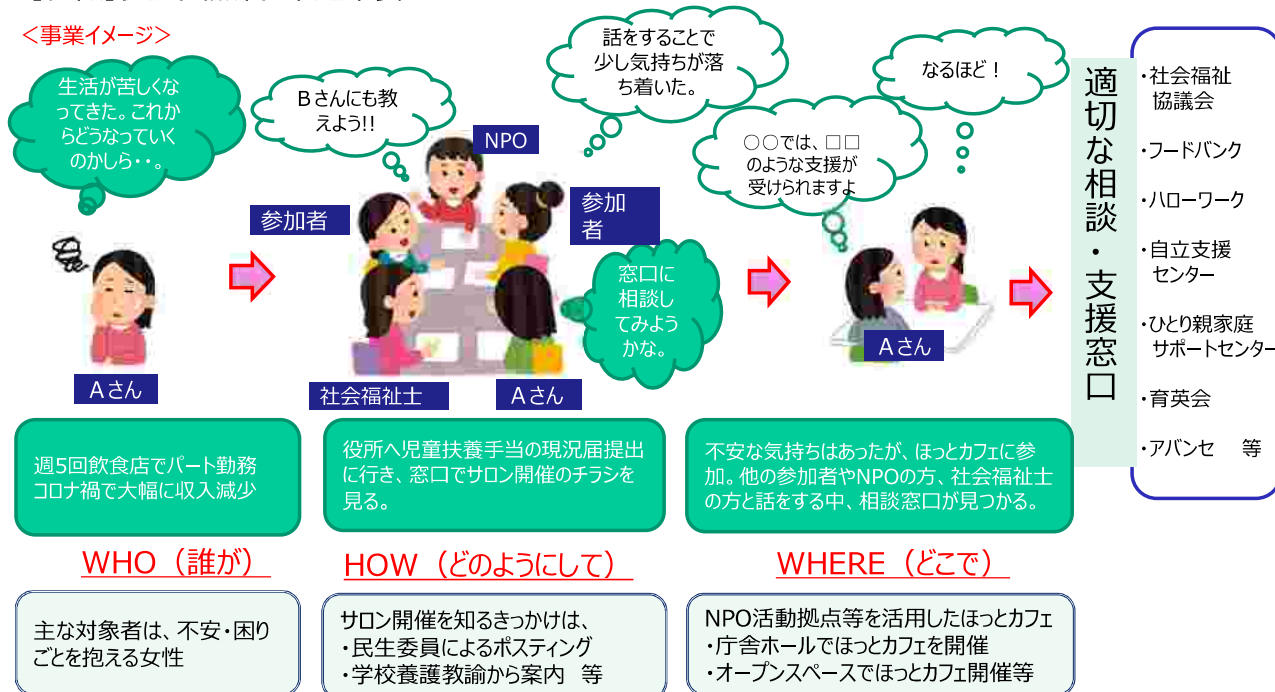 <事業イメージ>
生活が苦しくな
ってきた。これか
らどうなっていく
のかしら・・。
Bさんにも教
えよう!!
話をすることで
少し気持ちが落
ち着いた。
なるほど！
○○では、□□
のような支援が
受けられますよ
NPO
参加者
参加
者
窓口に
相談し
てみよう
かな。
Aさん
社会福祉士
Aさん
Aさん
適切な相談・支援窓口
・社会福祉
協議会
・フードバンク
・ハローワーク
・自立支援
センター
・ひとり親家庭
サポートセンター
・育英会
・アバンセ　等
週5回飲食店でパート勤務
コロナ禍で大幅に収入減少
役所へ児童扶養手当の現況届提出
に行き、窓口でサロン開催のチラシを
見る。
不安な気持ちはあったが、ほっとカフェに参
加。他の参加者やNPOの方、社会福祉士
の方と話をする中、相談窓口が見つかる。
WHO（誰が）
HOW（どのようにして）
WHERE（どこで）
主な対象者は、不安・困り
ごとを抱える女性
サロン開催を知るきっかけは、
・民生委員によるポスティング
・学校養護教諭から案内　等
NPO活動拠点等を活用したほっとカフェ
・庁舎ホールでほっとカフェを開催
・オープンスペースでほっとカフェ開催等